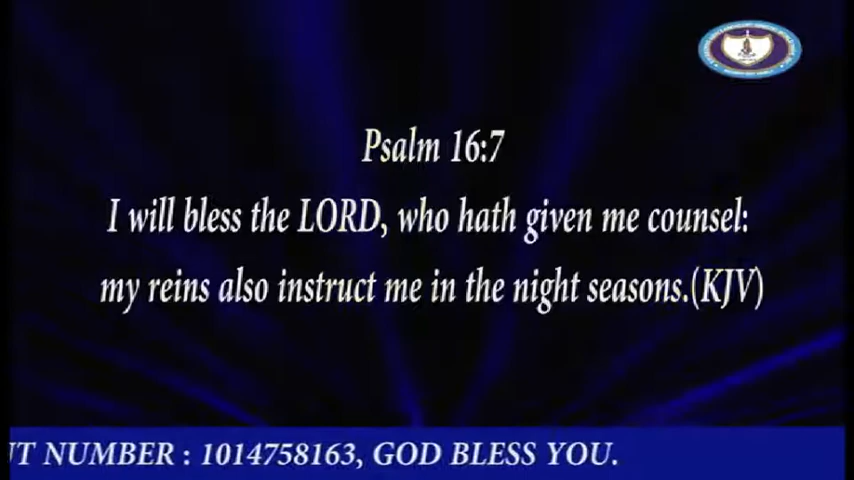 Psalm 16:7
I will bless the LORD, who hath given me counsel:
my reins also instruct me in the night seasons.(KJV)
NUMBER : 1014758163, GOD BLESS YOU.